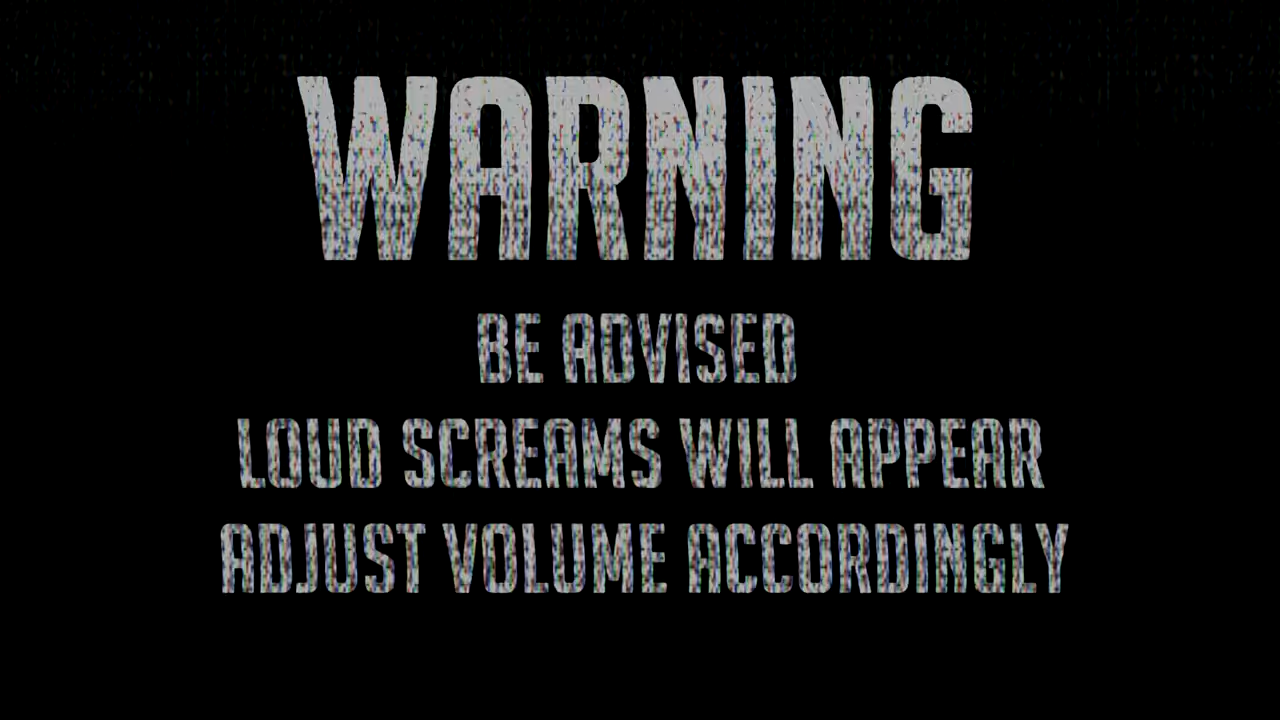 WARNING
BE ADVISED
LOUD SCREAMS WILL APPEAR
ADJUST VOLUME ACCORDINGLY